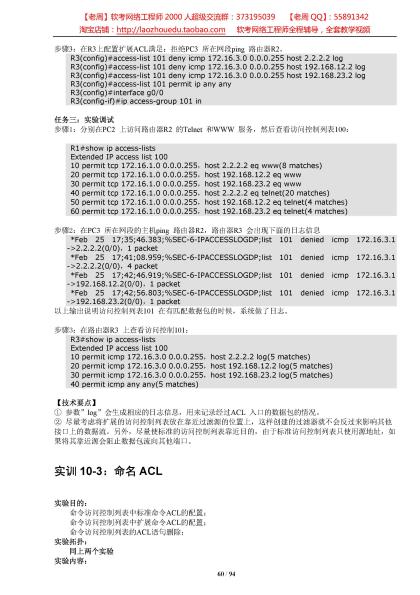 【老周】软考网络工程师 2000 人超级交流群：373195039 【老周 QQ】：55891342
淘宝店铺：http://laozhouedu.taobao.com 软考网络工程师全程辅导，全套教学视频
步骤3：在R3上配置扩展ACL满足：拒绝PC3 所在网段ping 路由器R2。
R3(config)#access-list 101 deny icmp 172.16.3.0 0.0.0.255 host 2.2.2.2 log
R3(config)#access-list 101 deny icmp 172.16.3.0 0.0.0.255 host 192.168.12.2 log
R3(config)#access-list 101 deny icmp 172.16.3.0 0.0.0.255 host 192.168.23.2 log
R3(config)#access-list 101 permit ip any any
R3(config)#interface g0/0
R3(config-if)#ip access-group 101 in
任务三：实验调试
步骤1：分别在PC2 上访问路由器R2 的Telnet 和WWW 服务，然后查看访问控制列表100：
R1#show ip access-lists
Extended IP access list 100
10 permit tcp 172.16.1.0 0.0.0.255，host 2.2.2.2 eq www(8 matches)
20 permit tcp 172.16.1.0 0.0.0.255，host 192.168.12.2 eq www
30 permit tcp 172.16.1.0 0.0.0.255，host 192.168.23.2 eq www
40 permit tcp 172.16.1.0 0.0.0.255，host 2.2.2.2 eq telnet(20 matches)
50 permit tcp 172.16.1.0 0.0.0.255，host 192.168.12.2 eq telnet(4 matches)
60 permit tcp 172.16.1.0 0.0.0.255，host 192.168.23.2 eq telnet(4 matches)
步骤2：在PC3 所在网段的主机ping 路由器R2，路由器R3 会出现下面的日志信息
*Feb 25 17;35;46.383;%SEC-6-IPACCESSLOGDP;list 101 denied icmp 172.16.3.1
->2.2.2.2(0/0)，1 packet
*Feb 25 17;41;08.959;%SEC-6-IPACCESSLOGDP;list 101 denied icmp 172.16.3.1
->2.2.2.2(0/0)，4 packet
*Feb 25 17;42;46.919;%SEC-6-IPACCESSLOGDP;list 101 denied icmp 172.16.3.1
->192.168.12.2(0/0)，1 packet
*Feb 25 17;42;56.803;%SEC-6-IPACCESSLOGDP;list 101 denied icmp 172.16.3.1
->192.168.23.2(0/0)，1 packet
以上输出说明访问控制列表101 在有匹配数据包的时候，系统做了日志。
步骤3：在路由器R3 上查看访问控制101：
R3#show ip access-lists
Extended IP access list 100
10 permit icmp 172.16.3.0 0.0.0.255，host 2.2.2.2 log(5 matches)
20 permit icmp 172.16.3.0 0.0.0.255，host 192.168.12.2 log(5 matches)
30 permit icmp 172.16.3.0 0.0.0.255，host 192.168.23.2 log(5 matches)
40 permit icmp any any(5 matches)
【技术要点】
① 参数”log”会生成相应的日志信息，用来记录经过ACL 入口的数据包的情况。
② 尽量考虑将扩展的访问控制列表放在靠近过滤源的位置上，这样创建的过滤器就不会反过来影响其他
接口上的数据流。另外，尽量使标准的访问控制列表靠近目的，由于标准访问控制列表只使用源地址，如
果将其靠近源会阻止数据包流向其他端口。
实训 10-3：命名 ACL
实验目的：
命令访问控制列表中标准命令ACL的配置；
命令访问控制列表中扩展命令ACL的配置；
命令访问控制列表的ACL语句删除；
实验拓扑：
同上两个实验
实验内容：
60 / 94